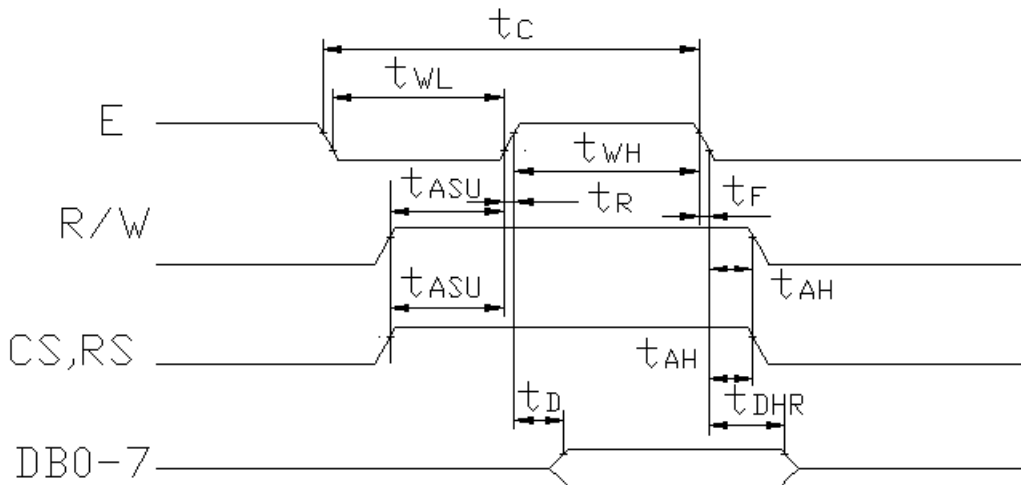 tC
tWL
E
tWH
tASU
tR
tF
R/W
tASU
tAH
CS,RS
tAH
tD
tDHR
DB0-7